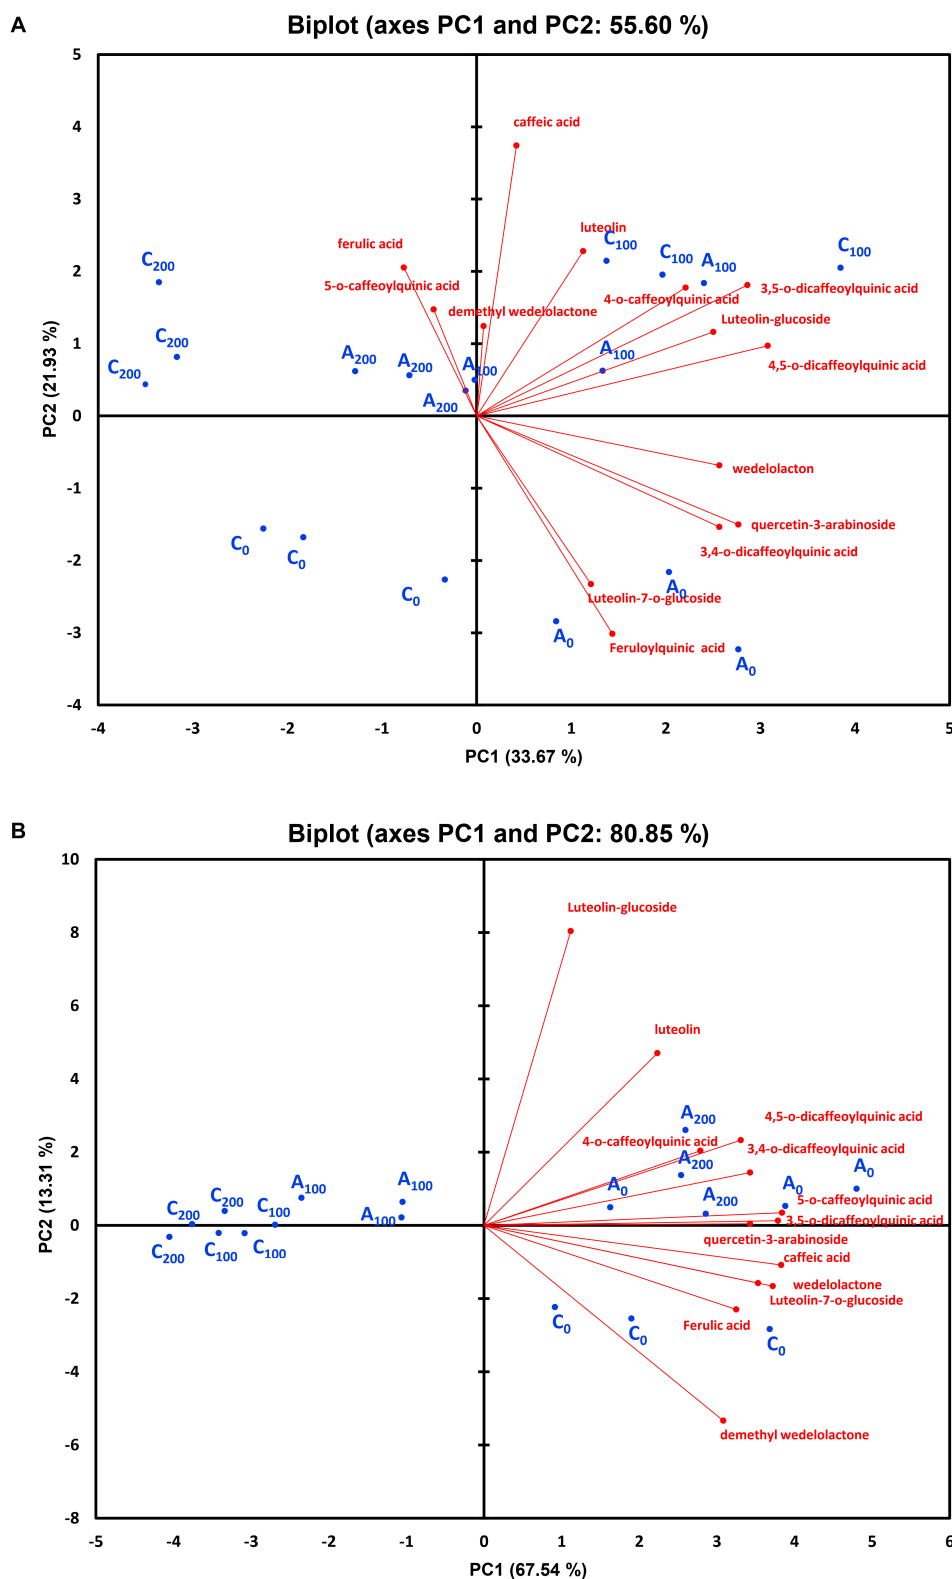 A
Biplot (axes PC1 and PC2: 55.60 %)
5
4
3
2
1
0
-1
-2
-3
-4
PC2 (21.93 %)
caffeic acid
luteolin
ferulic acid
C100
C100
A100
C100
C200
5-o-caffeoylquinic acid
4-o-caffeoylquinic acid
3,5-o-dicaffeoylquinic acid
demethyl wedelolactone
Luteolin-glucoside
C200
A200
A200
A100
A100
4,5-o-dicaffeoylquinic acid
C200
A200
wedelolacton
quercetin-3-arabinoside
C0
C0
3,4-o-dicaffeoylquinic acid
C0
A0
Luteolin-7-o-glucoside
A0
Feruloylquinic acid
A0
-4 -3 -2 -1 0 1 2 3 4 5
PC1 (33.67 %)
B
Biplot (axes PC1 and PC2: 80.85 %)
10
8
6
4
2
0
-2
-4
-6
-8
PC2 (13.31 %)
Luteolin-glucoside
luteolin
A200
4,5-o-dicaffeoylquinic acid
4-o-caffeoylquinic acid
3,4-o-dicaffeoylquinic acid
A200
A0
A100
A100
A0
A0
C200
C200
C100
A200
5-o-caffeoylquinic acid
A100
3,5-o-dicaffeoylquinic acid
C200
C100
C100
quercetin-3-arabinoside
caffeic acid
wedelolactone
Luteolin-7-o-glucoside
C0
C0
Ferulic acid
C0
demethyl wedelolactone
-5 -4 -3 -2 -1 0 1 2 3 4 5 6
PC1 (67.54 %)